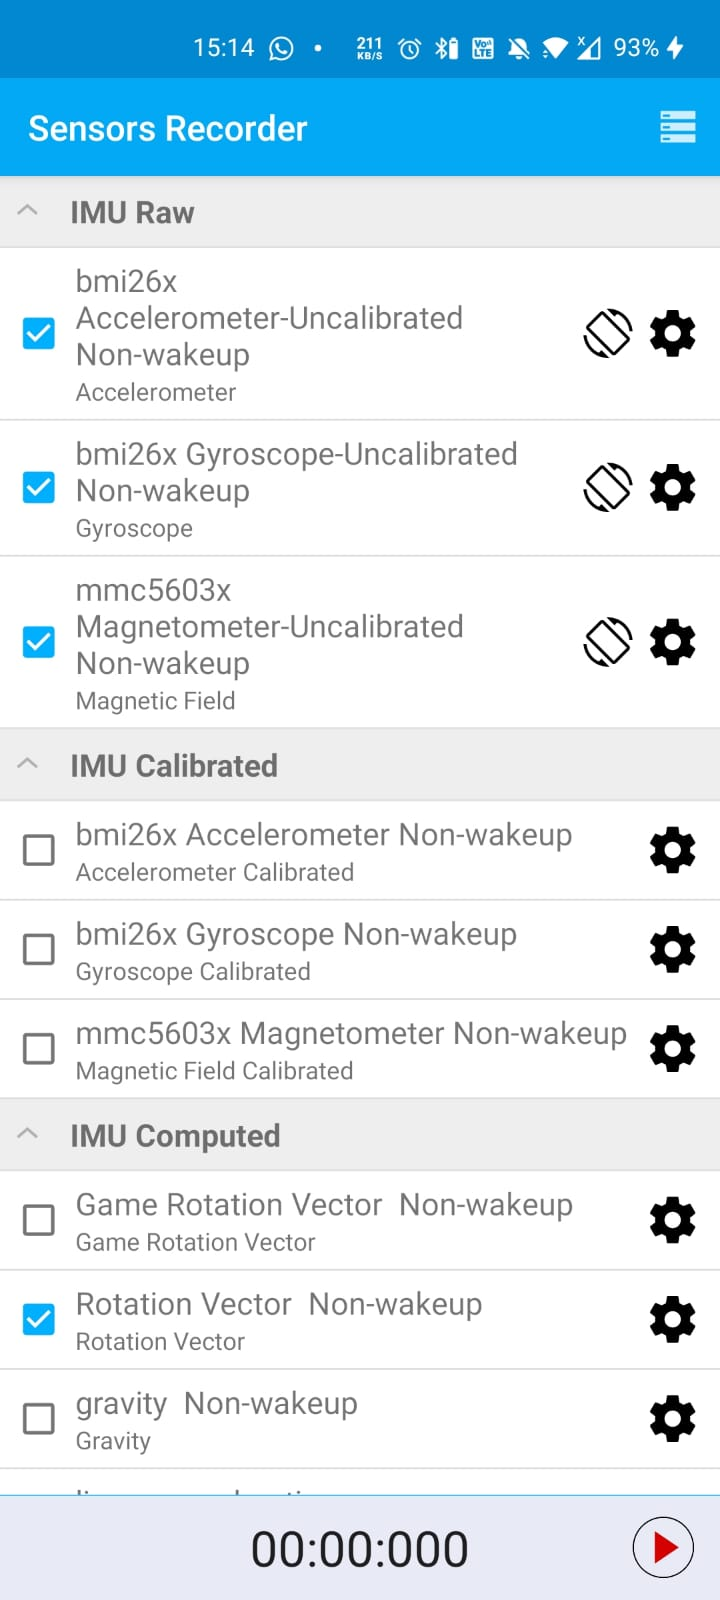 15:14
211
KB/S
Vo))
LTE
x
93%
Sensors Recorder
IMU Raw
bmi26x
Accelerometer-Uncalibrated
Non-wakeup
Accelerometer
bmi26x Gyroscope-Uncalibrated
Non-wakeup
Gyroscope
mmc5603x
Magnetometer-Uncalibrated
Non-wakeup
Magnetic Field
IMU Calibrated
bmi26x Accelerometer Non-wakeup
Accelerometer Calibrated
bmi26x Gyroscope Non-wakeup
Gyroscope Calibrated
mmc5603x Magnetometer Non-wakeup
Magnetic Field Calibrated
IMU Computed
Game Rotation Vector  Non-wakeup
Game Rotation Vector
Rotation Vector  Non-wakeup
Rotation Vector
gravity  Non-wakeup
Gravity
00:00:000